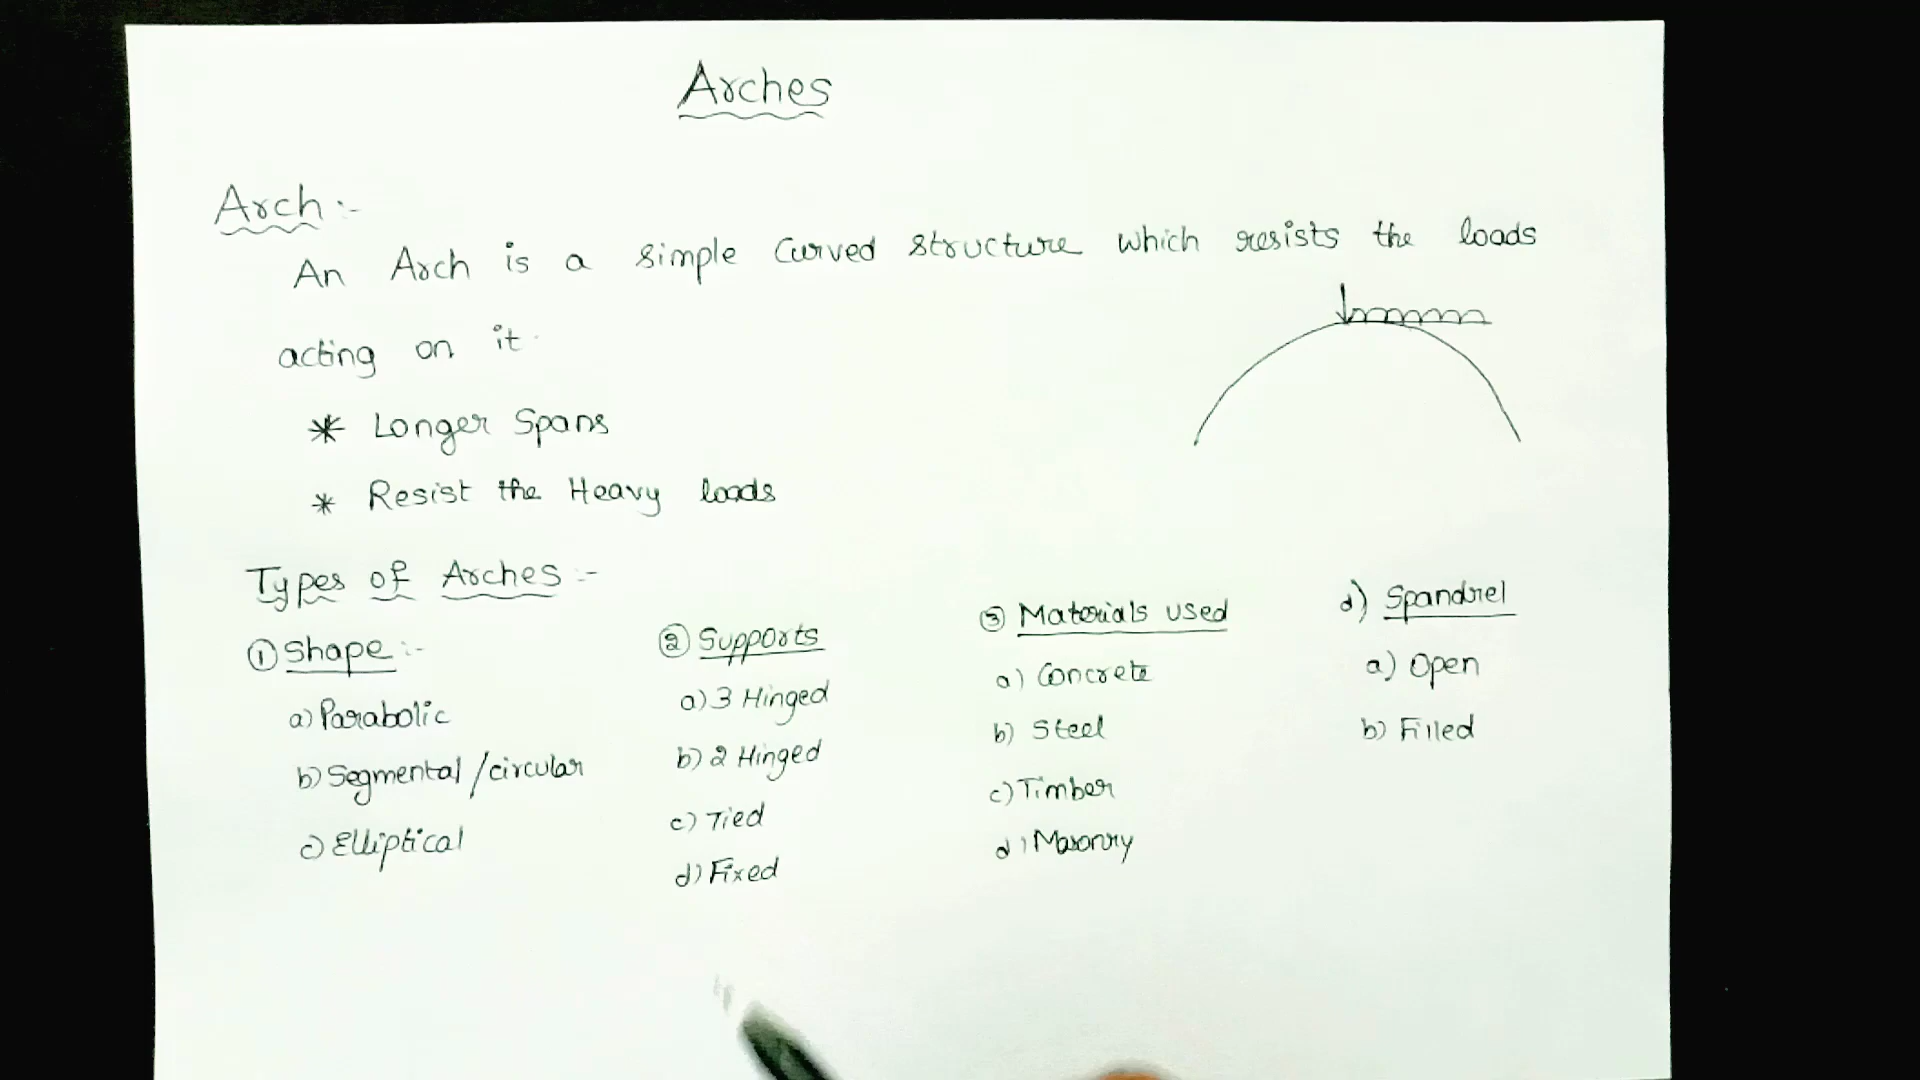 Arches
Arch :-
An Arch is a simple Curved structure which resists the loads
acting on it.
* Longer Spans
* Resist the Heavy loads
Types of Arches :-
① Shape :-
a) Parabolic
b) Segmental / circular
c) Elliptical
② Supports
a) 3 Hinged
b) 2 Hinged
c) Tied
d) Fixed
③ Materials used
a) Concrete
b) Steel
c) Timber
d) Masonry
d) Spandrel
a) Open
b) Filled